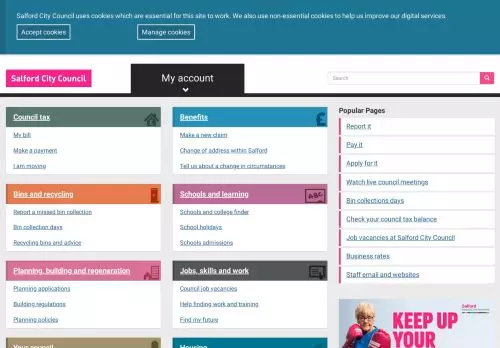 Salford City Council uses cookies which are essential for this site to work. We also use non-essential cookies to help us improve our digital services.
Accept cookies
Manage cookies
Salford City Council
My account
Search
Council tax
My bill
Make a payment
I am moving
Benefits
Make a new claim
Change of address within Salford
Tell us about a change in circumstances
Bins and recycling
Report a missed bin collection
Bin collection days
Recycling bins and advice
Schools and learning
ABC
Schools and college finder
School holidays
Schools admissions
Planning, building and regeneration
Planning applications
Building regulations
Planning policies
Jobs, skills and work
Council job vacancies
Help finding work and training
Find my future
Your council
Housing
Popular Pages
Report it
Pay it
Apply for it
Watch live council meetings
Bin collections days
Check your council tax balance
Job vacancies at Salford City Council
Business rates
Staff email and websites
Salford
KEEP UP
YOUR